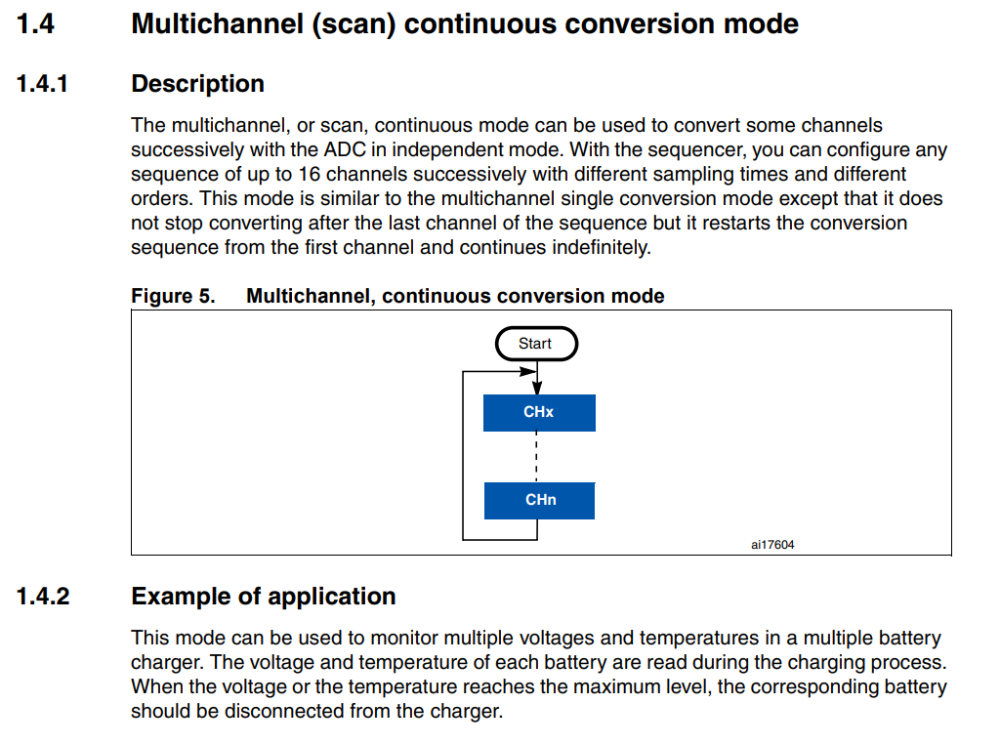 1.4 Multichannel (scan) continuous conversion mode
1.4.1 Description
The multichannel, or scan, continuous mode can be used to convert some channels
successively with the ADC in independent mode. With the sequencer, you can configure any
sequence of up to 16 channels successively with different sampling times and different
orders. This mode is similar to the multichannel single conversion mode except that it does
not stop converting after the last channel of the sequence but it restarts the conversion
sequence from the first channel and continues indefinitely.
Figure 5. Multichannel, continuous conversion mode
Start
CHx
CHn
ai17604
1.4.2 Example of application
This mode can be used to monitor multiple voltages and temperatures in a multiple battery
charger. The voltage and temperature of each battery are read during the charging process.
When the voltage or the temperature reaches the maximum level, the corresponding battery
should be disconnected from the charger.